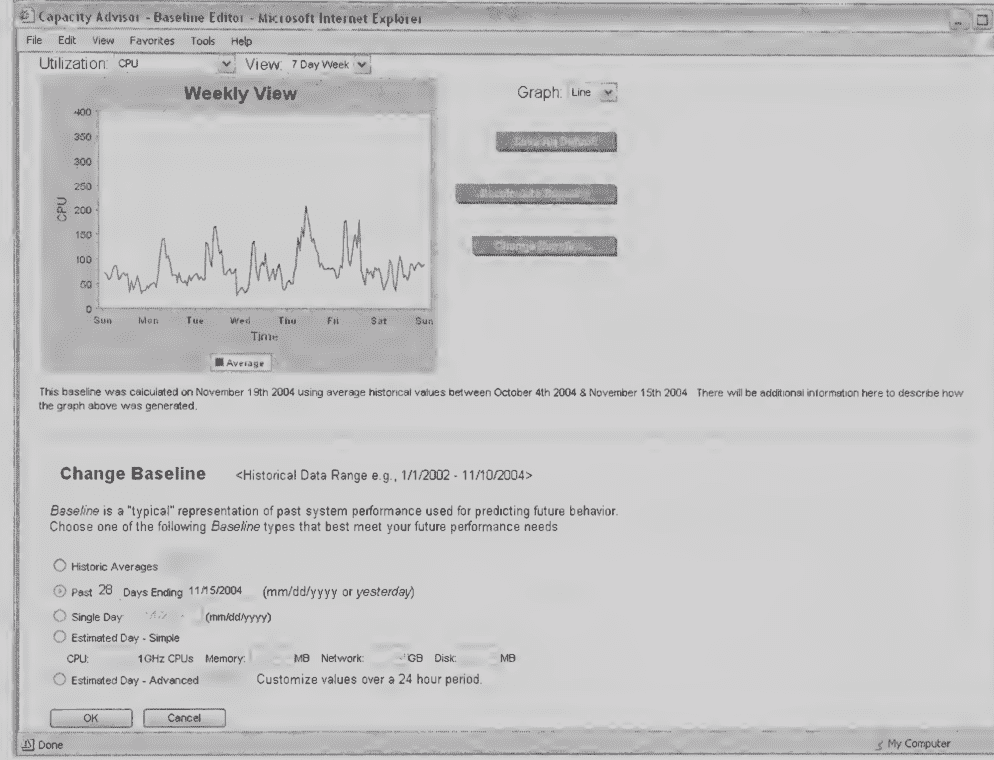 Capacity Advisor - Baseline Editor - Microsoft Internet Explorer
File Edit View Favorites Tools Help
Utilization: CPU View: 7 Day Week
Weekly View
Graph: Line
400
350
300
250
200
150
100
50
0
CPU
Sun Mon Tue Wed Thu Fri Sat Sun
Time
Average
This baseline was calculated on November 19th 2004 using average historical values between October 4th 2004 & November 15th 2004 There will be additional information here to describe how
the graph above was generated.
Change Baseline <Historical Data Range e.g., 1/1/2002 - 11/10/2004>
Baseline is a "typical" representation of past system performance used for predicting future behavior.
Choose one of the following Baseline types that best meet your future performance needs
Historic Averages
Past 28 Days Ending 11/15/2004 (mm/dd/yyyy or yesterday)
Single Day (mm/dd/yyyy)
Estimated Day - Simple
CPU: 1GHz CPUs Memory: MB Network: GB Disk: MB
Estimated Day - Advanced Customize values over a 24 hour period.
OK Cancel
Done My Computer